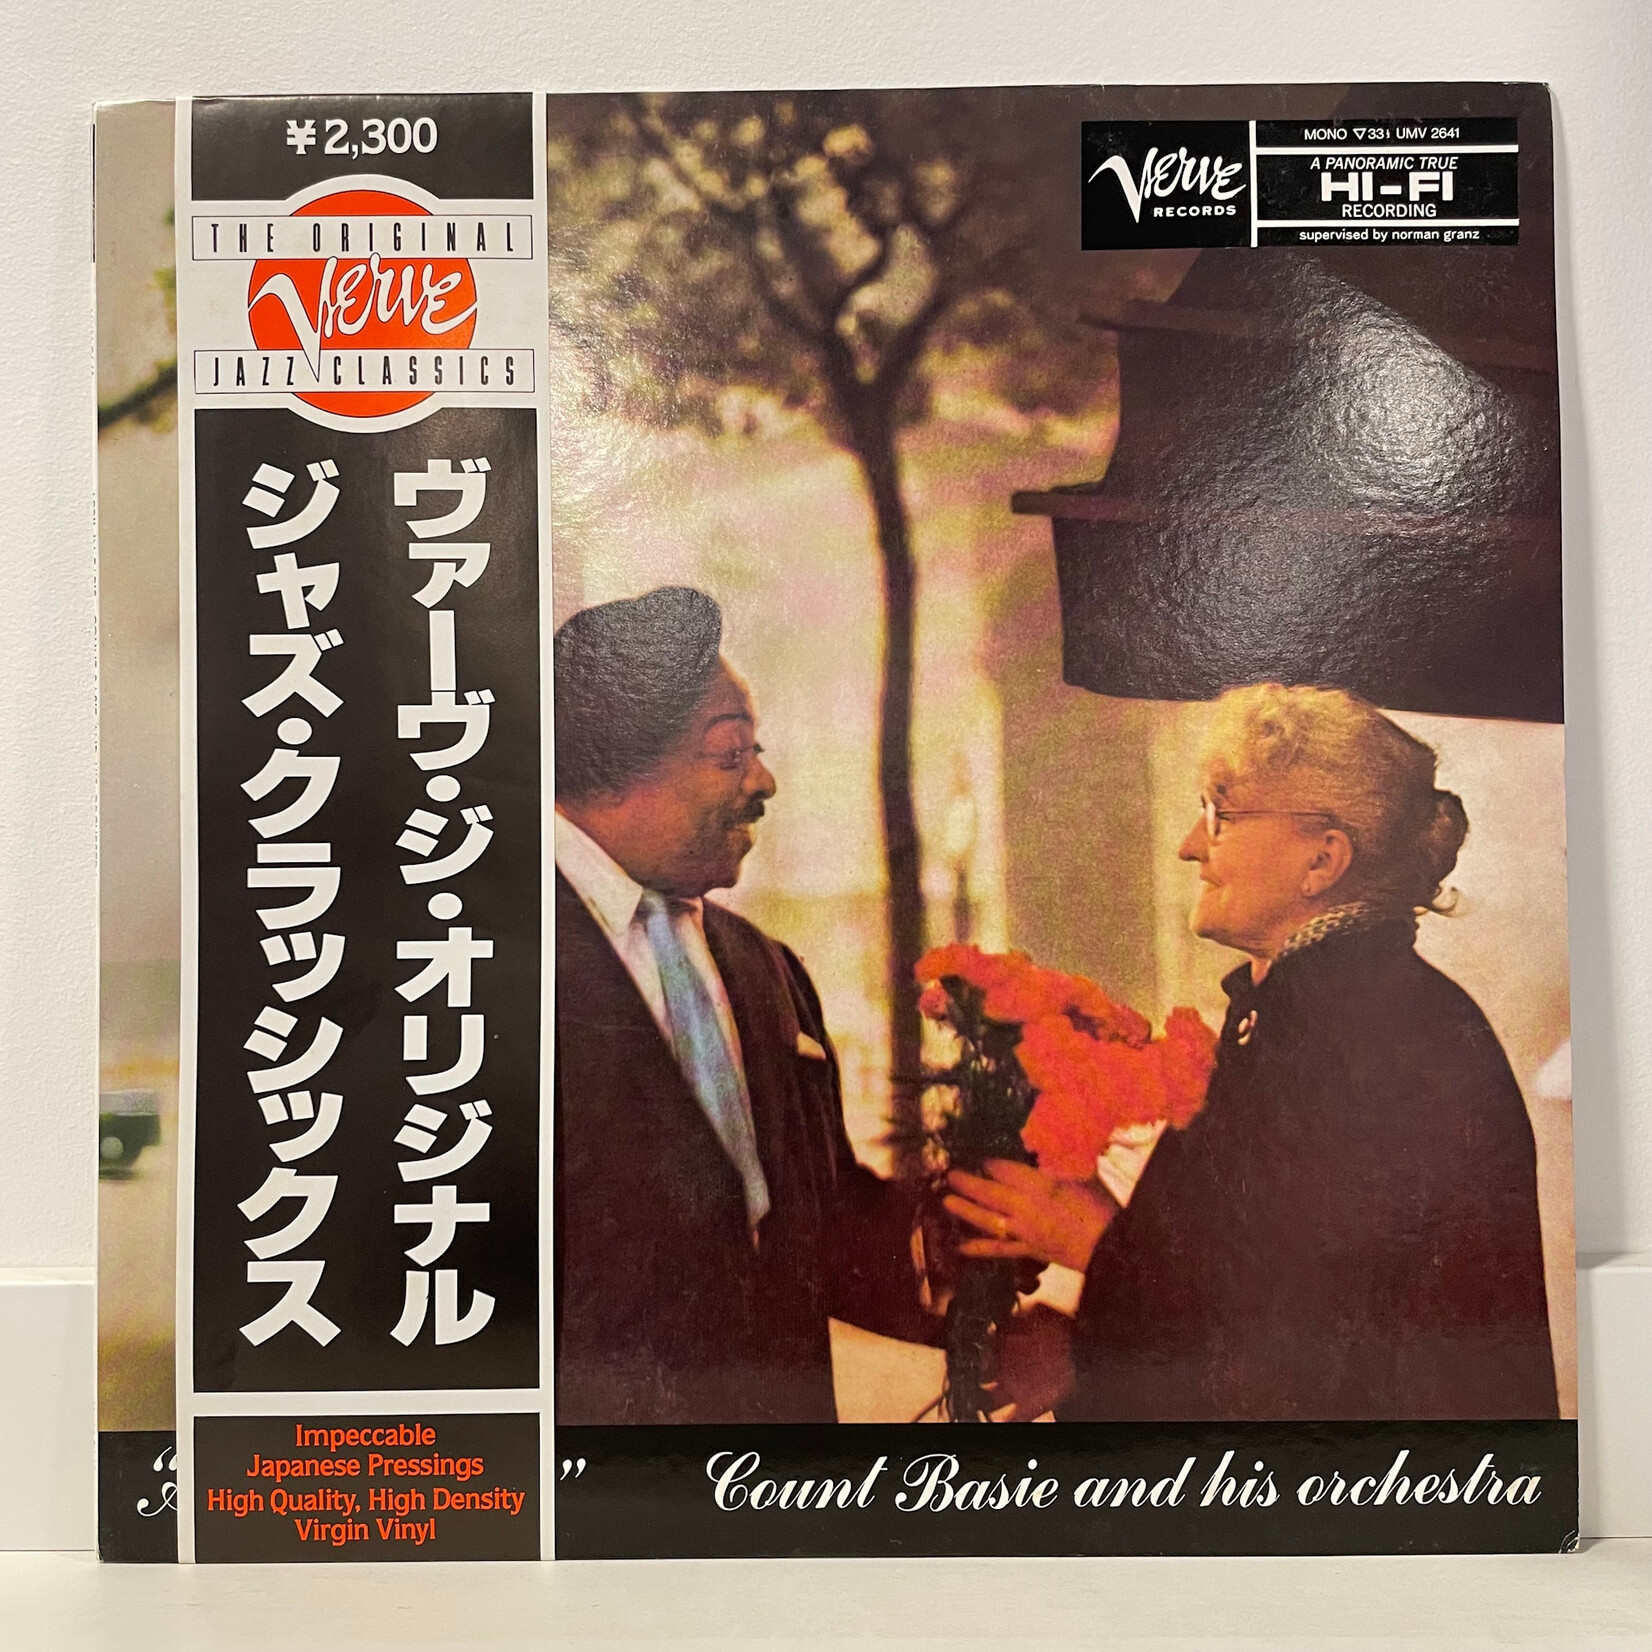 ¥2,300
THE ORIGINAL
Verve
JAZZ CLASSICS
ヴァーヴ・ジ・オリジナル
ジャズ・クラッシックス
Impeccable
Japanese Pressings
High Quality, High Density
Virgin Vinyl
Verve
RECORDS
MONO ▽33⅓ UMV 2641
A PANORAMIC TRUE
HI-FI
RECORDING
supervised by norman granz
” Count Basie and his orchestra